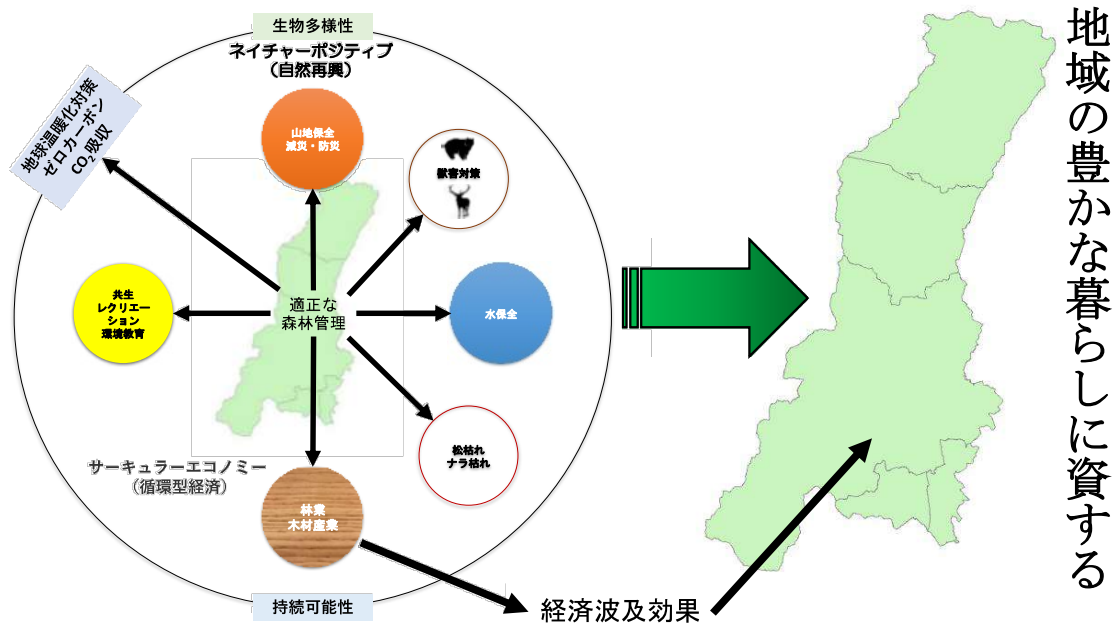 生物多様性
ネイチャーポジティブ
（自然再興）
地球温暖化対策
ゼロカーボン
CO₂吸収
山地保全
減災・防災
獣害対策
共生
レクリエー
ション
環境教育
適正な
森林管理
水保全
松枯れ
ナラ枯れ
サーキュラーエコノミー
（循環型経済）
林業
木材産業
持続可能性
経済波及効果
地域の豊かな暮らしに資する